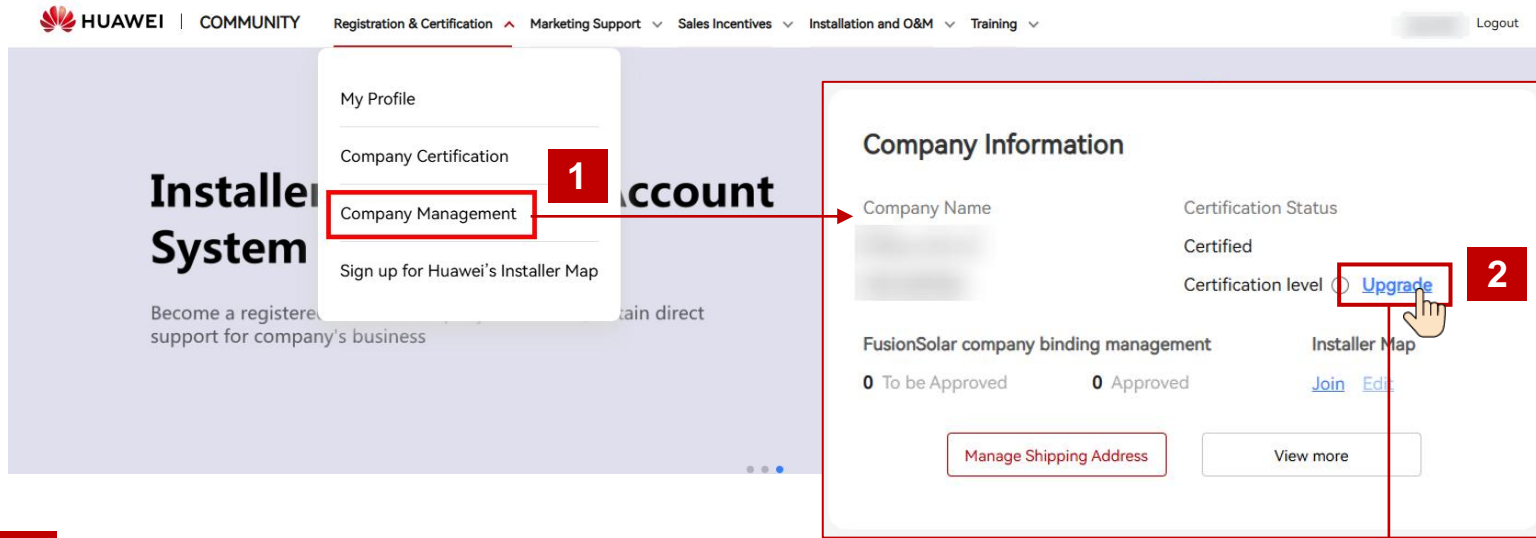 HUAWEI | COMMUNITY Registration & Certification Marketing Support Sales Incentives Installation and O&M Training Logout
My Profile
Company Certification
1
Company Management
Sign up for Huawei's Installer Map
Installe ccount
System
Become a registere tain direct
support for company's business
Company Information
Company Name
Certification Status
Certified
Certification level Upgrade
2
FusionSolar company binding management
Installer Map
0 To be Approved 0 Approved
Join Edit
Manage Shipping Address
View more